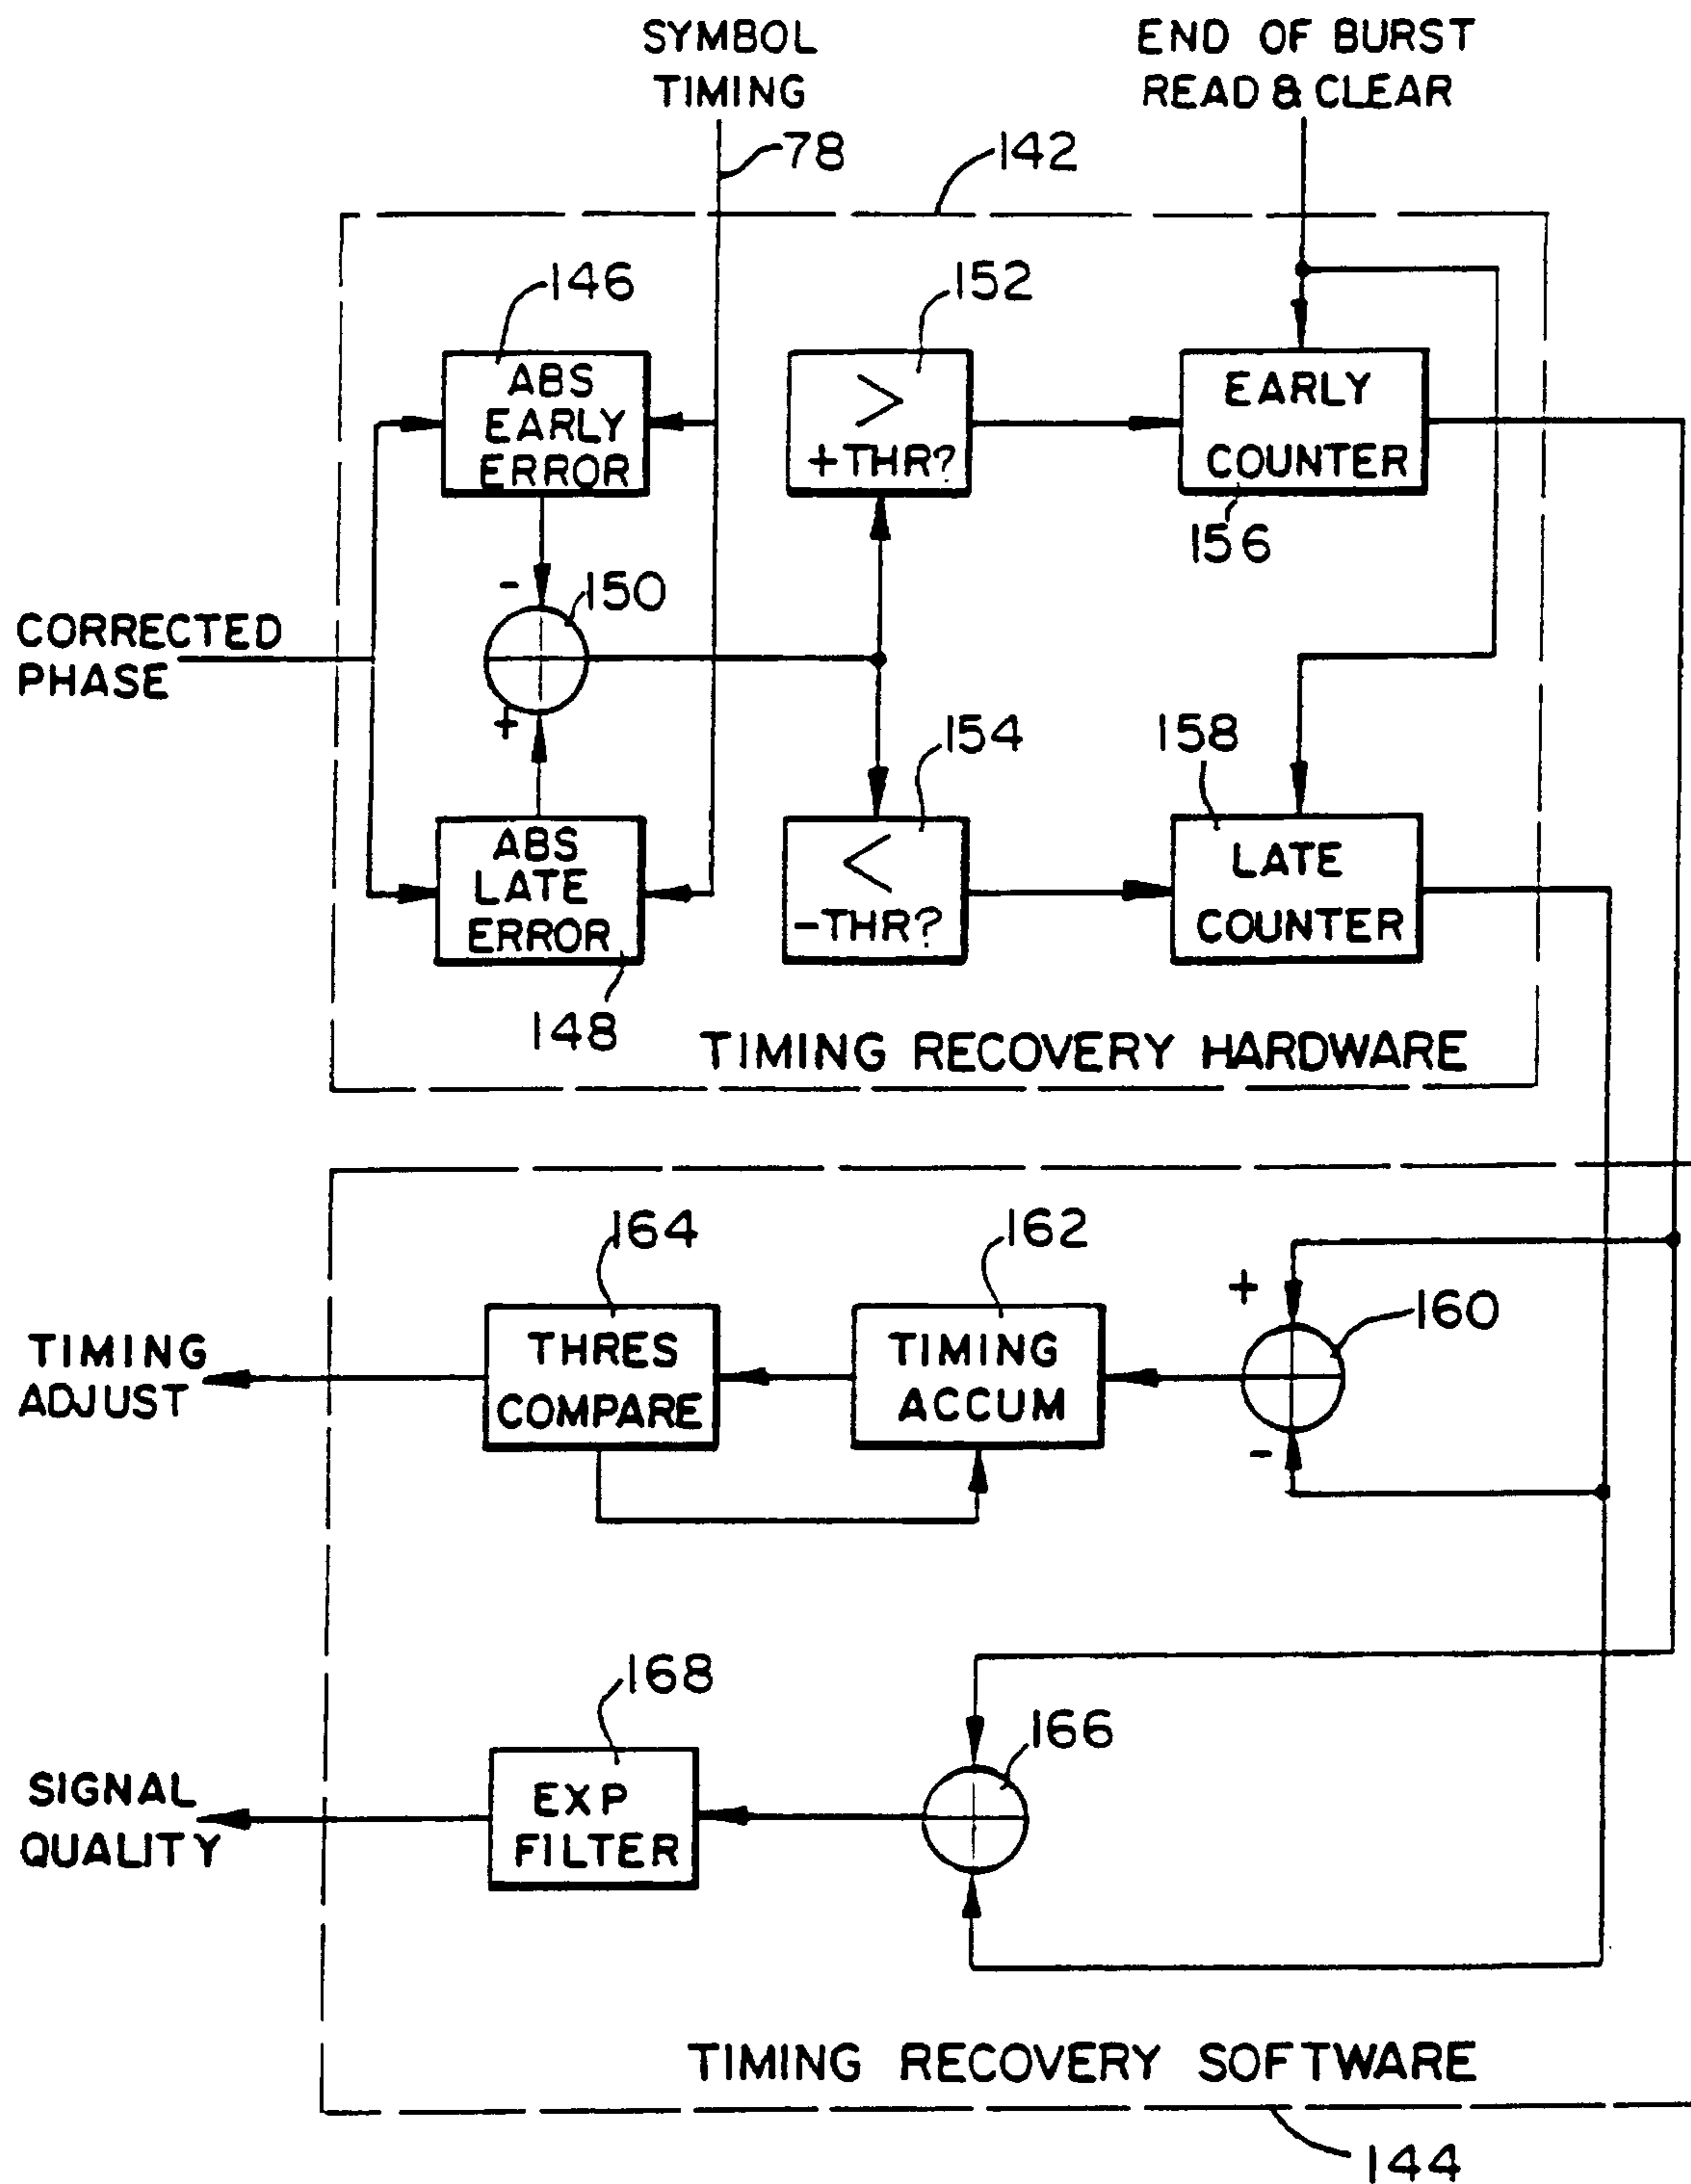 SYMBOL
TIMING
END OF BURST
READ & CLEAR
78
142
146
152
ABS
EARLY
ERROR
>
+THR?
EARLY
COUNTER
156
-
150
CORRECTED
PHASE
+
154
158
ABS
LATE
ERROR
<
-THR?
LATE
COUNTER
148
TIMING RECOVERY HARDWARE
164
162
+
160
TIMING
ADJUST
THRES
COMPARE
TIMING
ACCUM
-
168
166
SIGNAL
QUALITY
EXP
FILTER
TIMING RECOVERY SOFTWARE
144